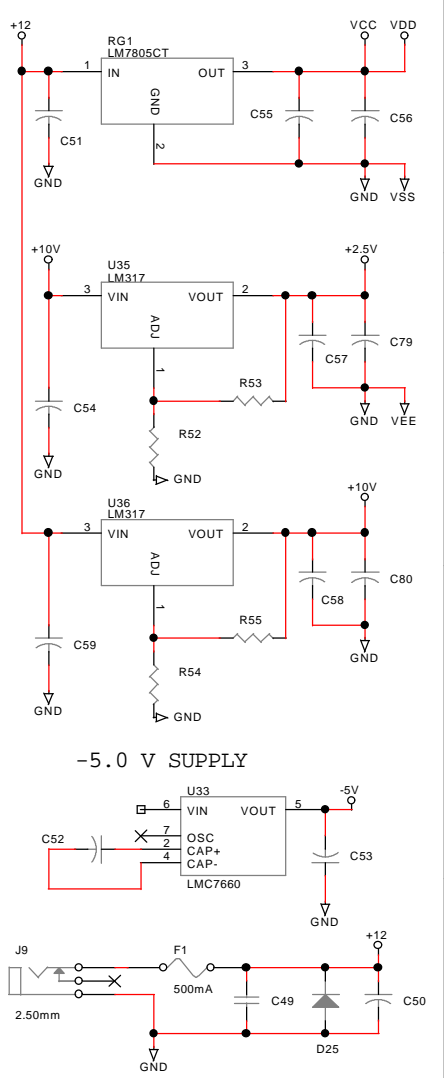 +12
VCC VDD
RG1
LM7805CT
1 IN OUT 3
GND
2
C51
C55
C56
GND
GND VSS
+10V
+2.5V
U35
LM317
3 VIN VOUT 2
ADJ
1
C54
C57
C79
R53
R52
GND VEE
GND
GND
+10V
U36
LM317
3 VIN VOUT 2
ADJ
1
C59
C58
C80
R55
R54
GND
GND
GND
-5.0 V SUPPLY
U33
-5V
6 VIN VOUT 5
7 OSC
2 CAP+
4 CAP-
C52
C53
LMC7660
GND
J9
F1
+12
500mA
C49
C50
2.50mm
D25
GND